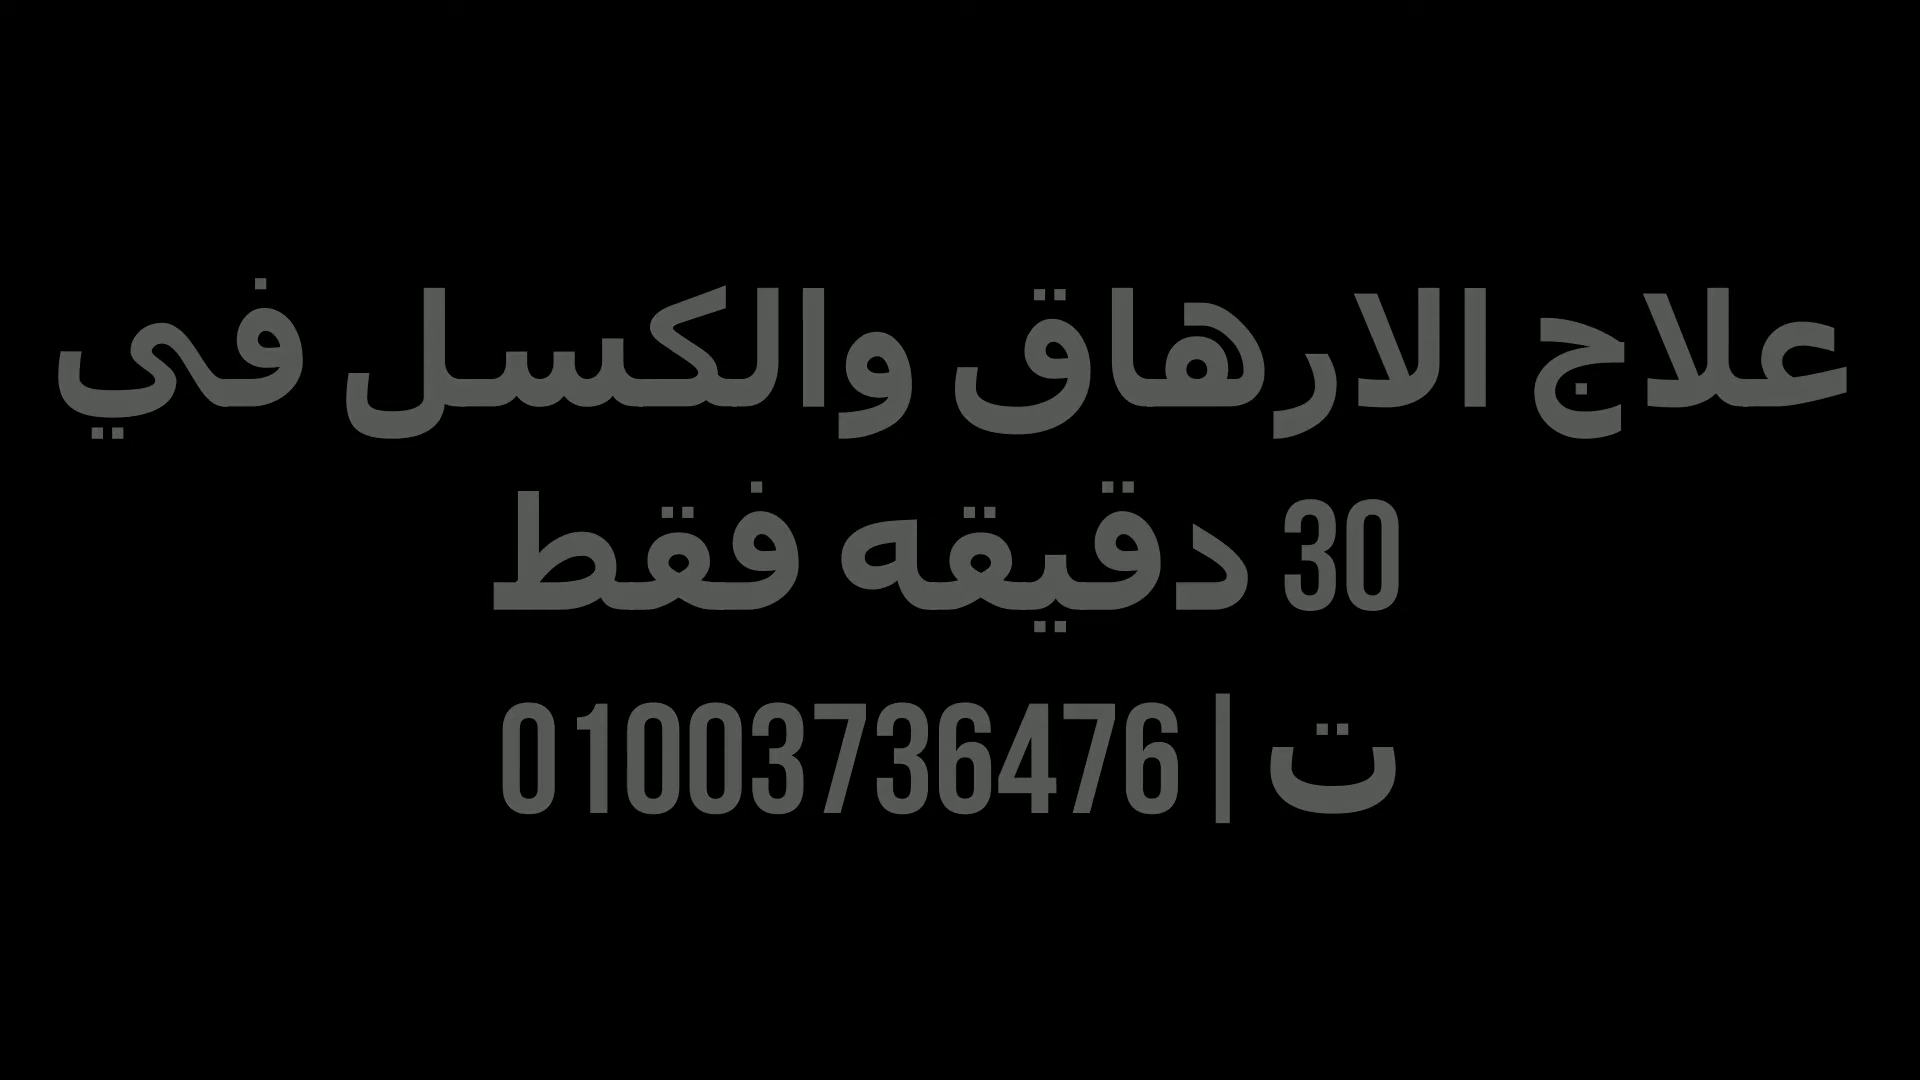 علاج الارهاق والكسل في
30 دقيقه فقط
ت | 01003736476